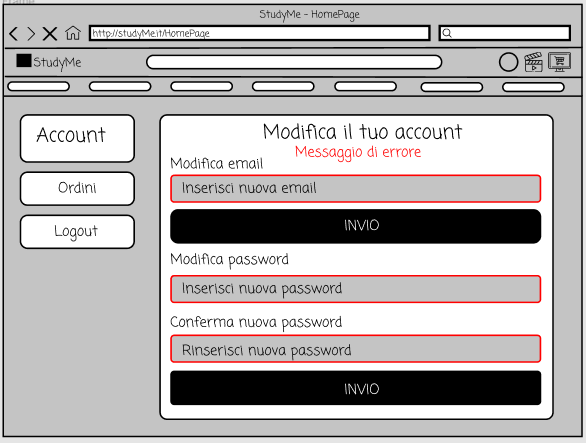 StudyMe - HomePage
http://studyMe.it/HomePage
StudyMe
Account
Ordini
Logout
Modifica il tuo account
Messaggio di errore
Modifica email
Inserisci nuova email
INVIO
Modifica password
Inserisci nuova password
Conferma nuova password
Rinserisci nuova password
INVIO